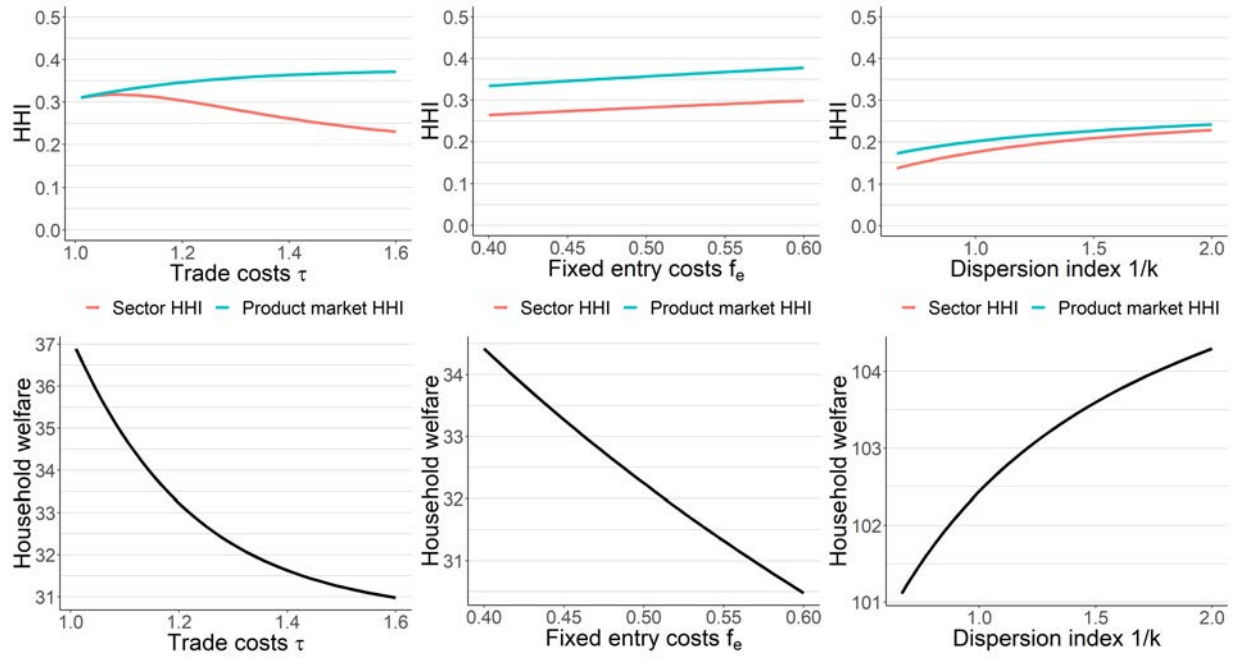 HHI
0.5
0.4
0.3
0.2
0.1
0.0
1.0 1.2 1.4 1.6
Trade costs τ
Sector HHI Product market HHI
HHI
0.5
0.4
0.3
0.2
0.1
0.0
0.40 0.45 0.50 0.55 0.60
Fixed entry costs fe
Sector HHI Product market HHI
HHI
0.5
0.4
0.3
0.2
0.1
0.0
1.0 1.5 2.0
Dispersion index 1/k
Sector HHI Product market HHI
Household welfare
37
36
35
34
33
32
31
1.0 1.2 1.4 1.6
Trade costs τ
Household welfare
34
33
32
31
0.40 0.45 0.50 0.55 0.60
Fixed entry costs fe
Household welfare
104
103
102
101
1.0 1.5 2.0
Dispersion index 1/k